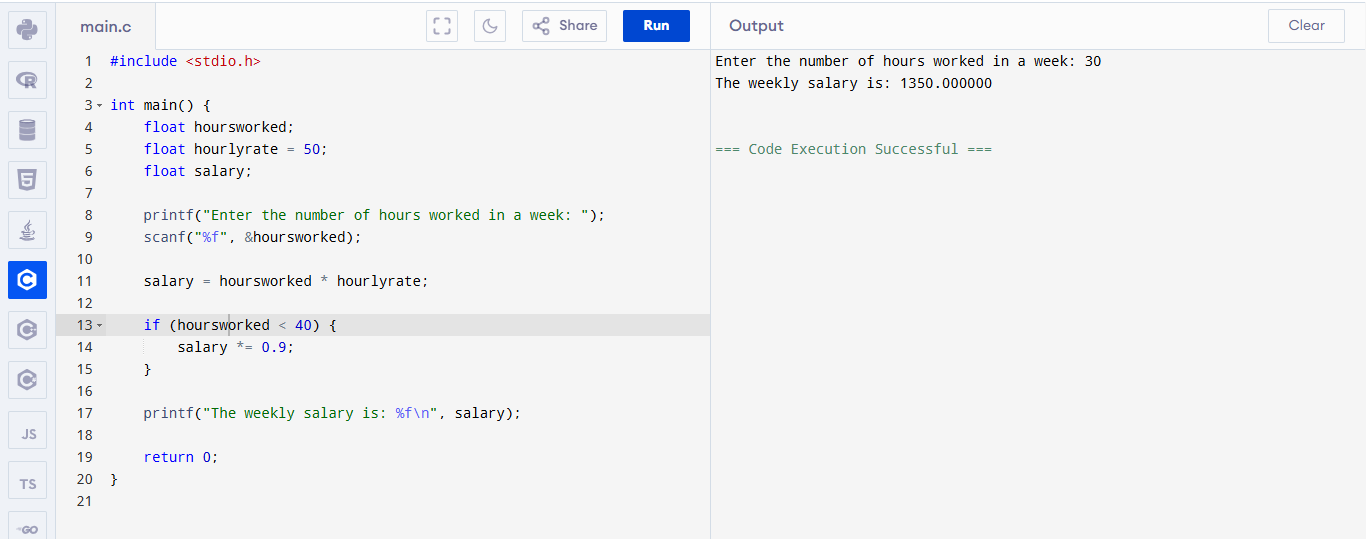 main.c
Share
Run
Output
Clear
1 #include <stdio.h>
2
3 int main() {
4     float hoursworked;
5     float hourlyrate = 50;
6     float salary;
7
8     printf("Enter the number of hours worked in a week: ");
9     scanf("%f", &hoursworked);
10
11     salary = hoursworked * hourlyrate;
12
13     if (hoursworked < 40) {
14         salary *= 0.9;
15     }
16
17     printf("The weekly salary is: %f\n", salary);
18
19     return 0;
20 }
21
Enter the number of hours worked in a week: 30
The weekly salary is: 1350.000000
=== Code Execution Successful ===
R
5
C
C
C
JS
TS
GO